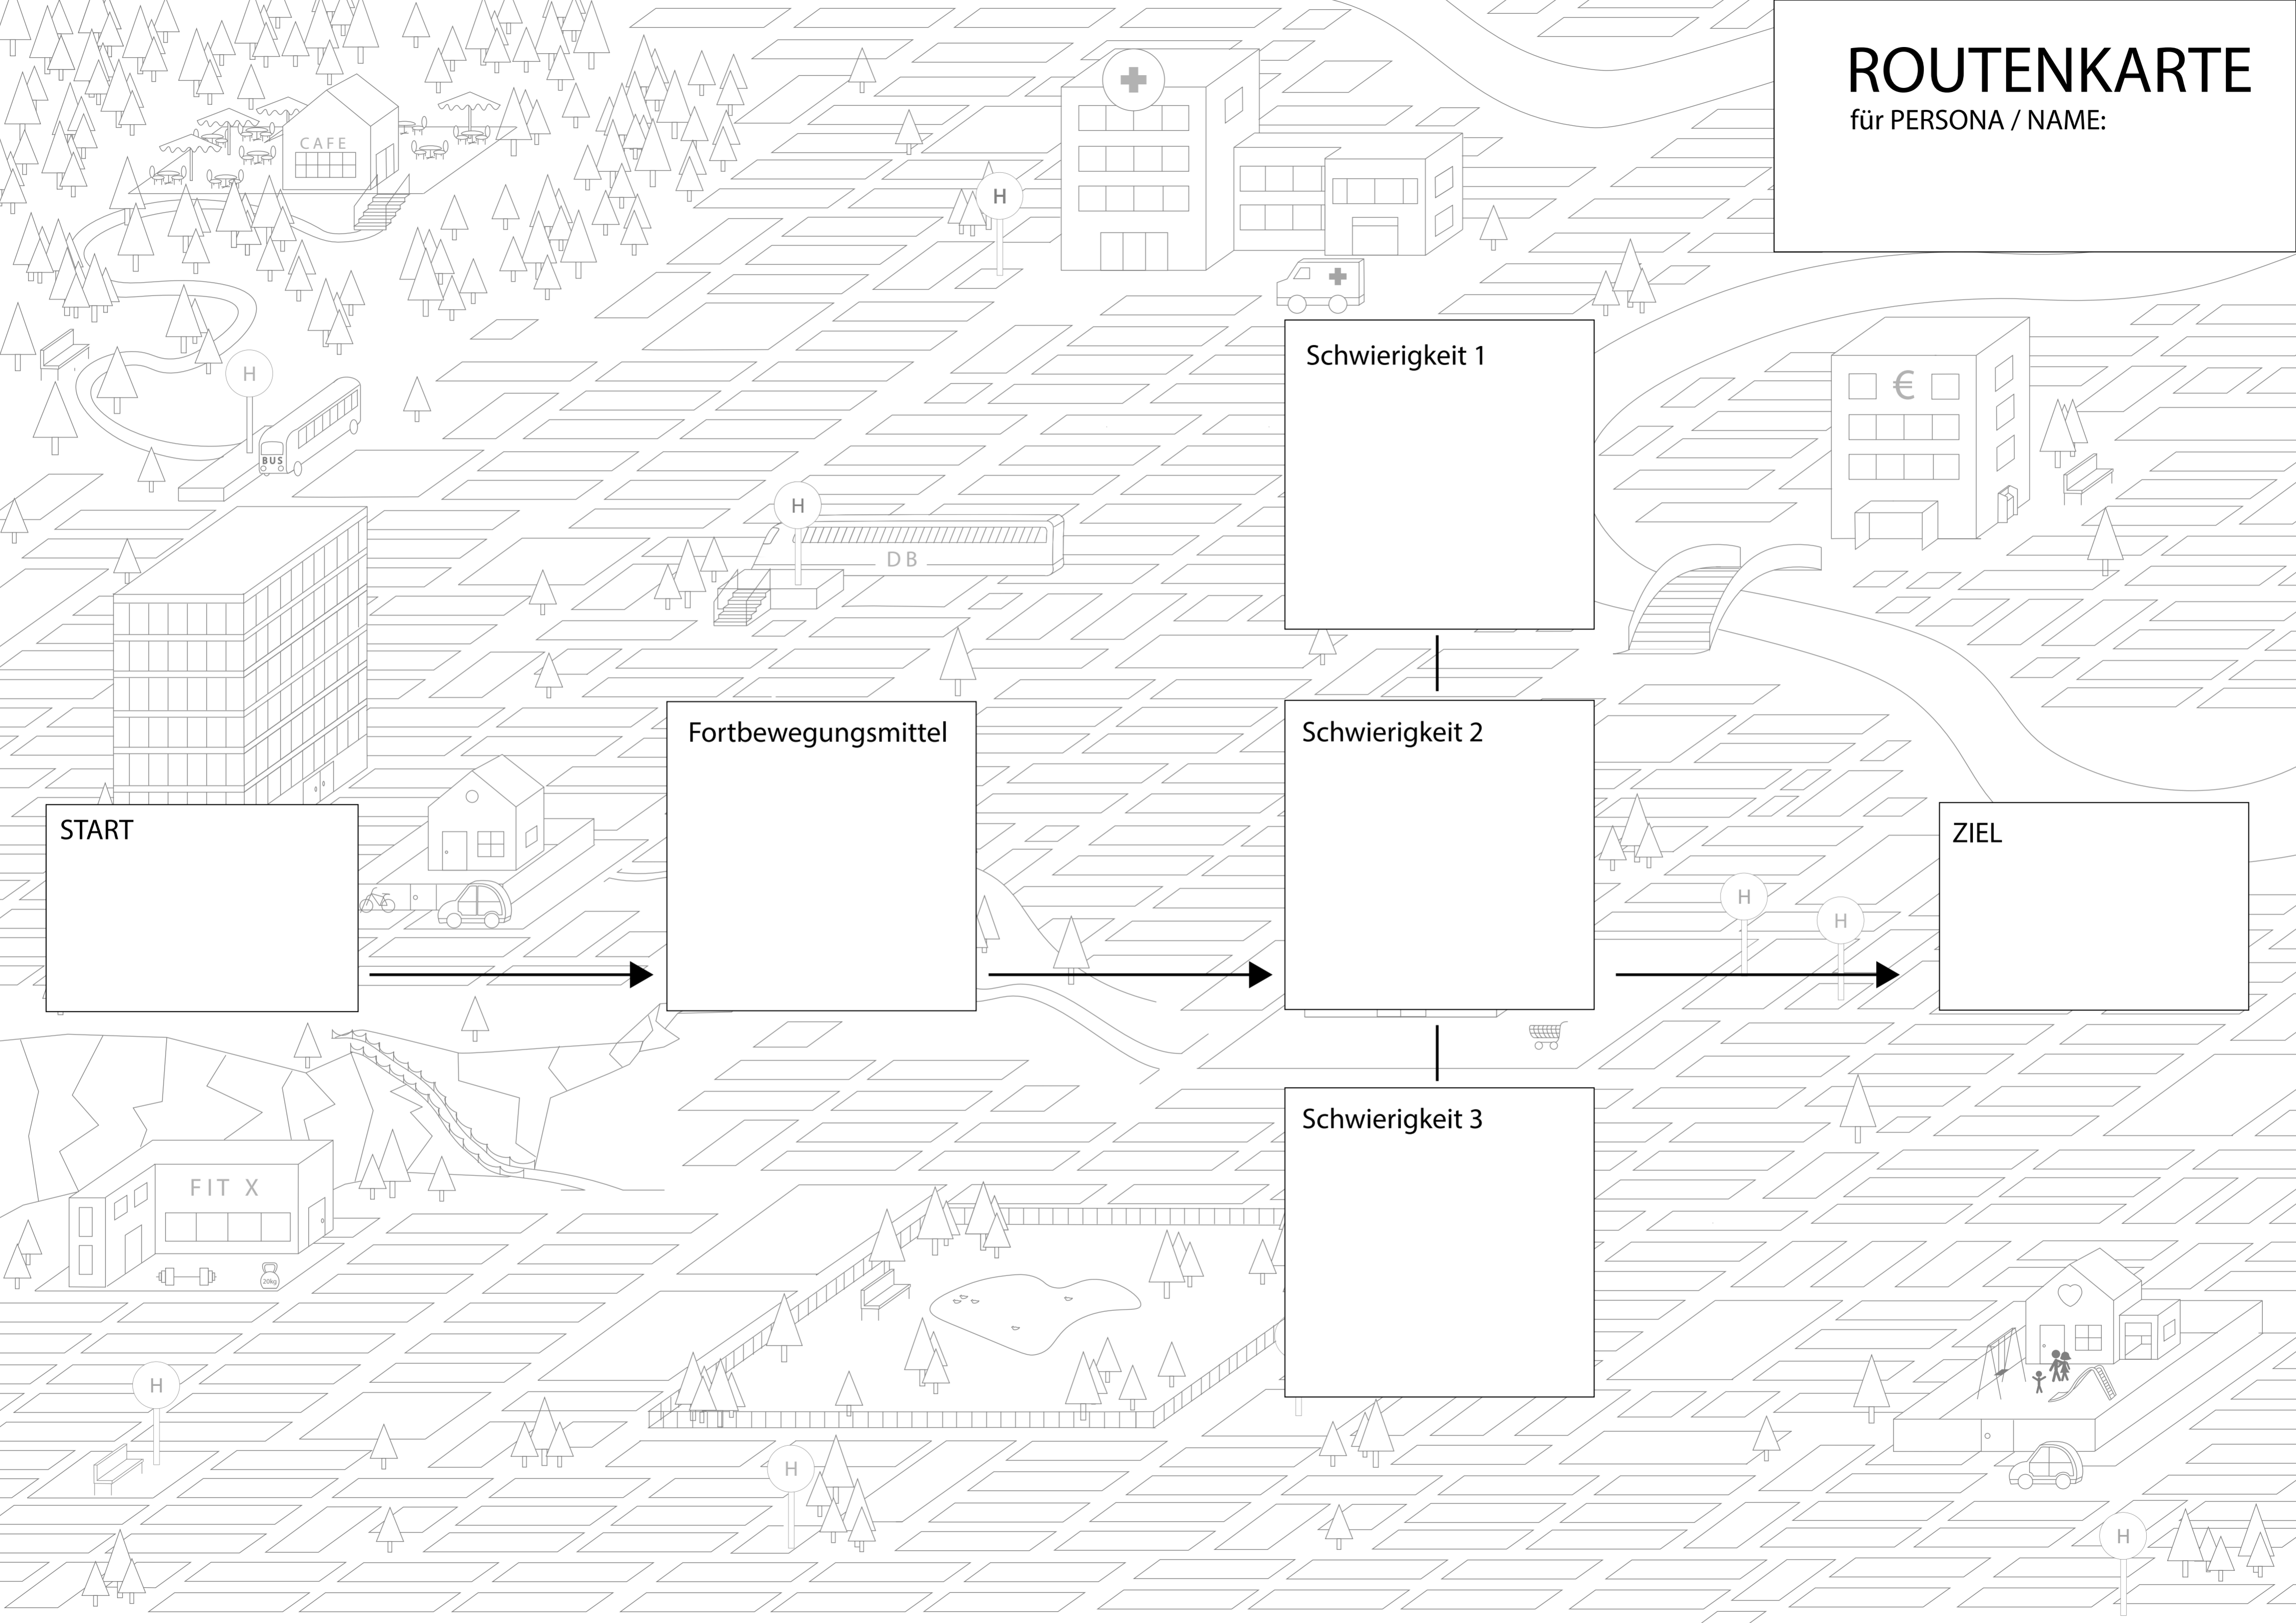 ROUTENKARTE
für PERSONA / NAME:
CAFE
H
H
Schwierigkeit 1
€
BUS
H
DB
Fortbewegungsmittel
Schwierigkeit 2
START
ZIEL
H
H
Schwierigkeit 3
FIT X
20kg
H
H
H